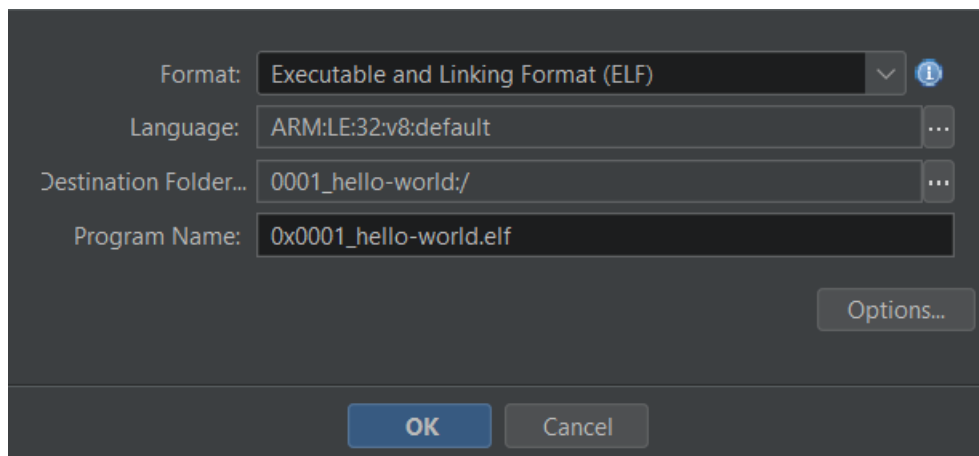 Format: Executable and Linking Format (ELF)
Language: ARM:LE:32:v8:default ...
Destination Folder... 0001_hello-world:/ ...
Program Name: 0x0001_hello-world.elf
Options...
OK Cancel